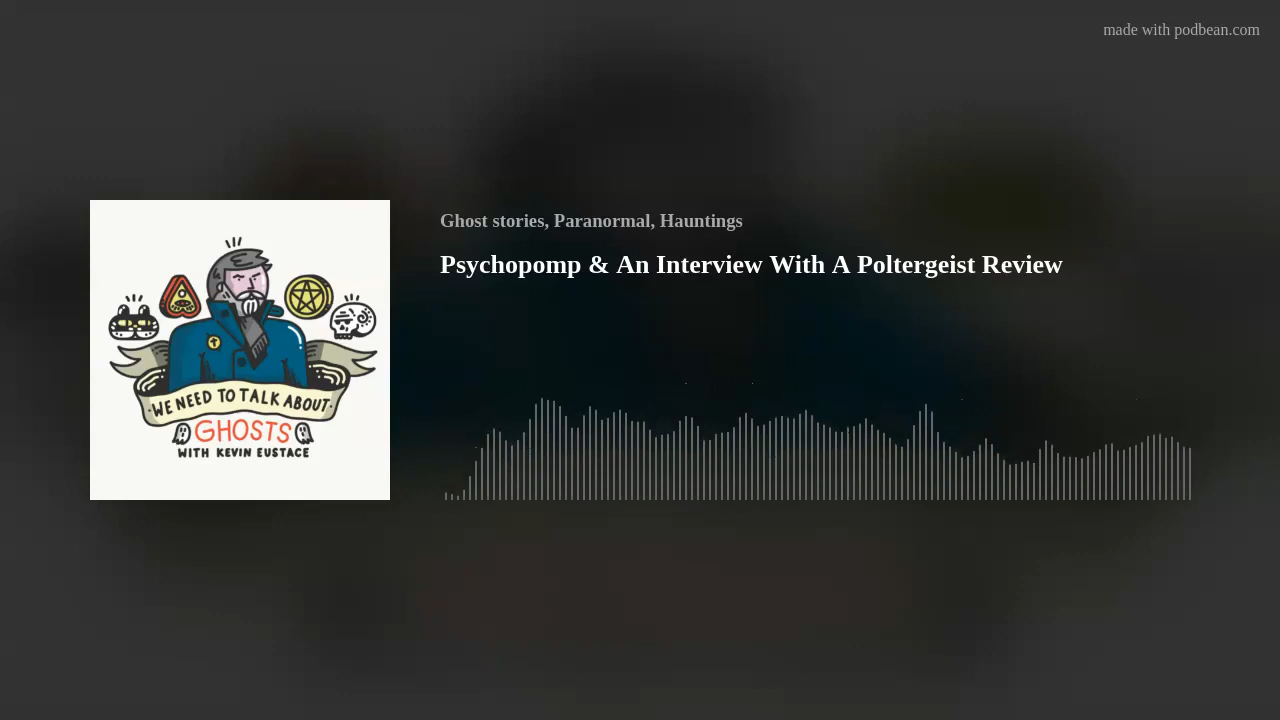 made with podbean.com
Ghost stories, Paranormal, Hauntings
Psychopomp & An Interview With A Poltergeist Review
·WE NEED TO TALK ABOUT·
GHOSTS
WITH KEVIN EUSTACE